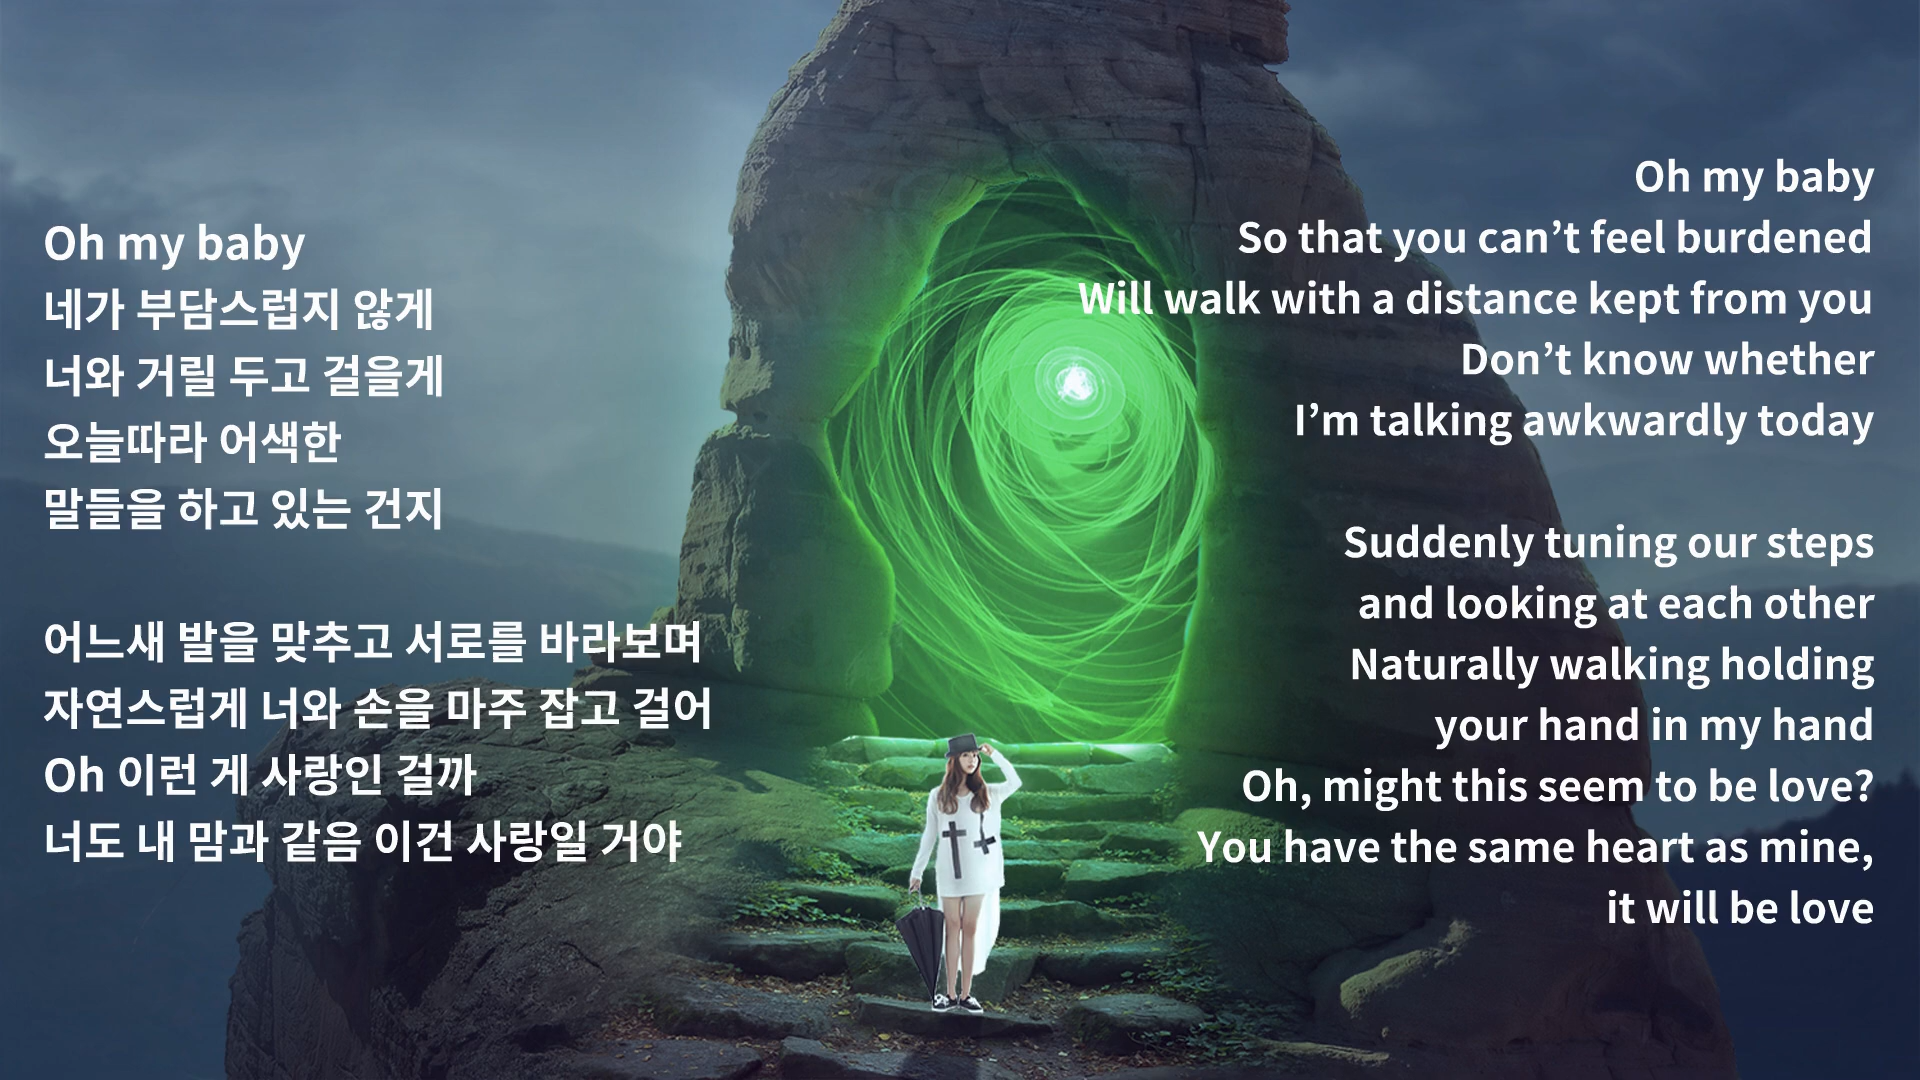 Oh my baby
네가 부담스럽지 않게
너와 거릴 두고 걸을게
오늘따라 어색한
말들을 하고 있는 건지
어느새 발을 맞추고 서로를 바라보며
자연스럽게 너와 손을 마주 잡고 걸어
Oh 이런 게 사랑인 걸까
너도 내 맘과 같음 이건 사랑일 거야
Oh my baby
So that you can’t feel burdened
Will walk with a distance kept from you
Don’t know whether
I’m talking awkwardly today
Suddenly tuning our steps
and looking at each other
Naturally walking holding
your hand in my hand
Oh, might this seem to be love?
You have the same heart as mine,
it will be love